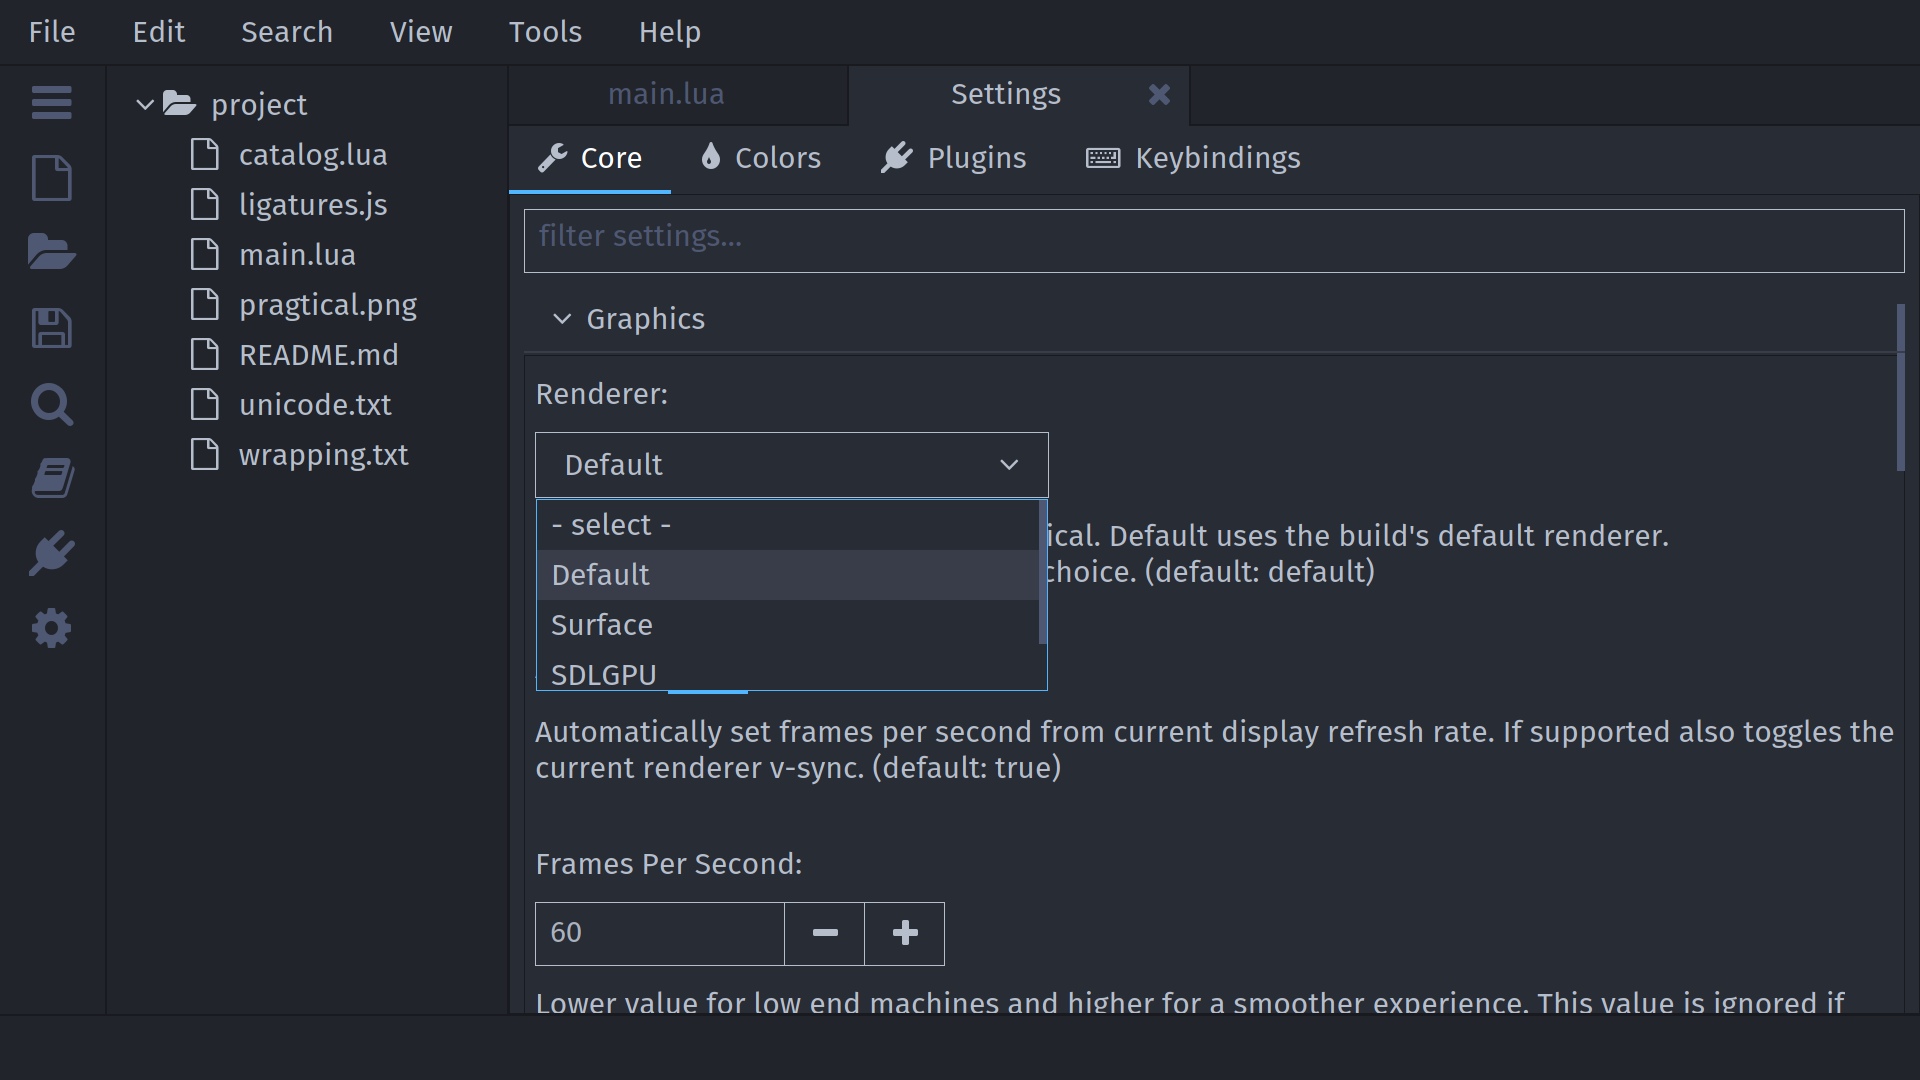 File Edit Search View Tools Help
project
catalog.lua
ligatures.js
main.lua
pragtical.png
README.md
unicode.txt
wrapping.txt
main.lua Settings
Core Colors Plugins Keybindings
filter settings...
Graphics
Renderer:
Default
- select -
Default
Surface
SDLGPU
ical. Default uses the build's default renderer.
choice. (default: default)
Automatically set frames per second from current display refresh rate. If supported also toggles the
current renderer v-sync. (default: true)
Frames Per Second:
60
Lower value for low end machines and higher for a smoother experience. This value is ignored if